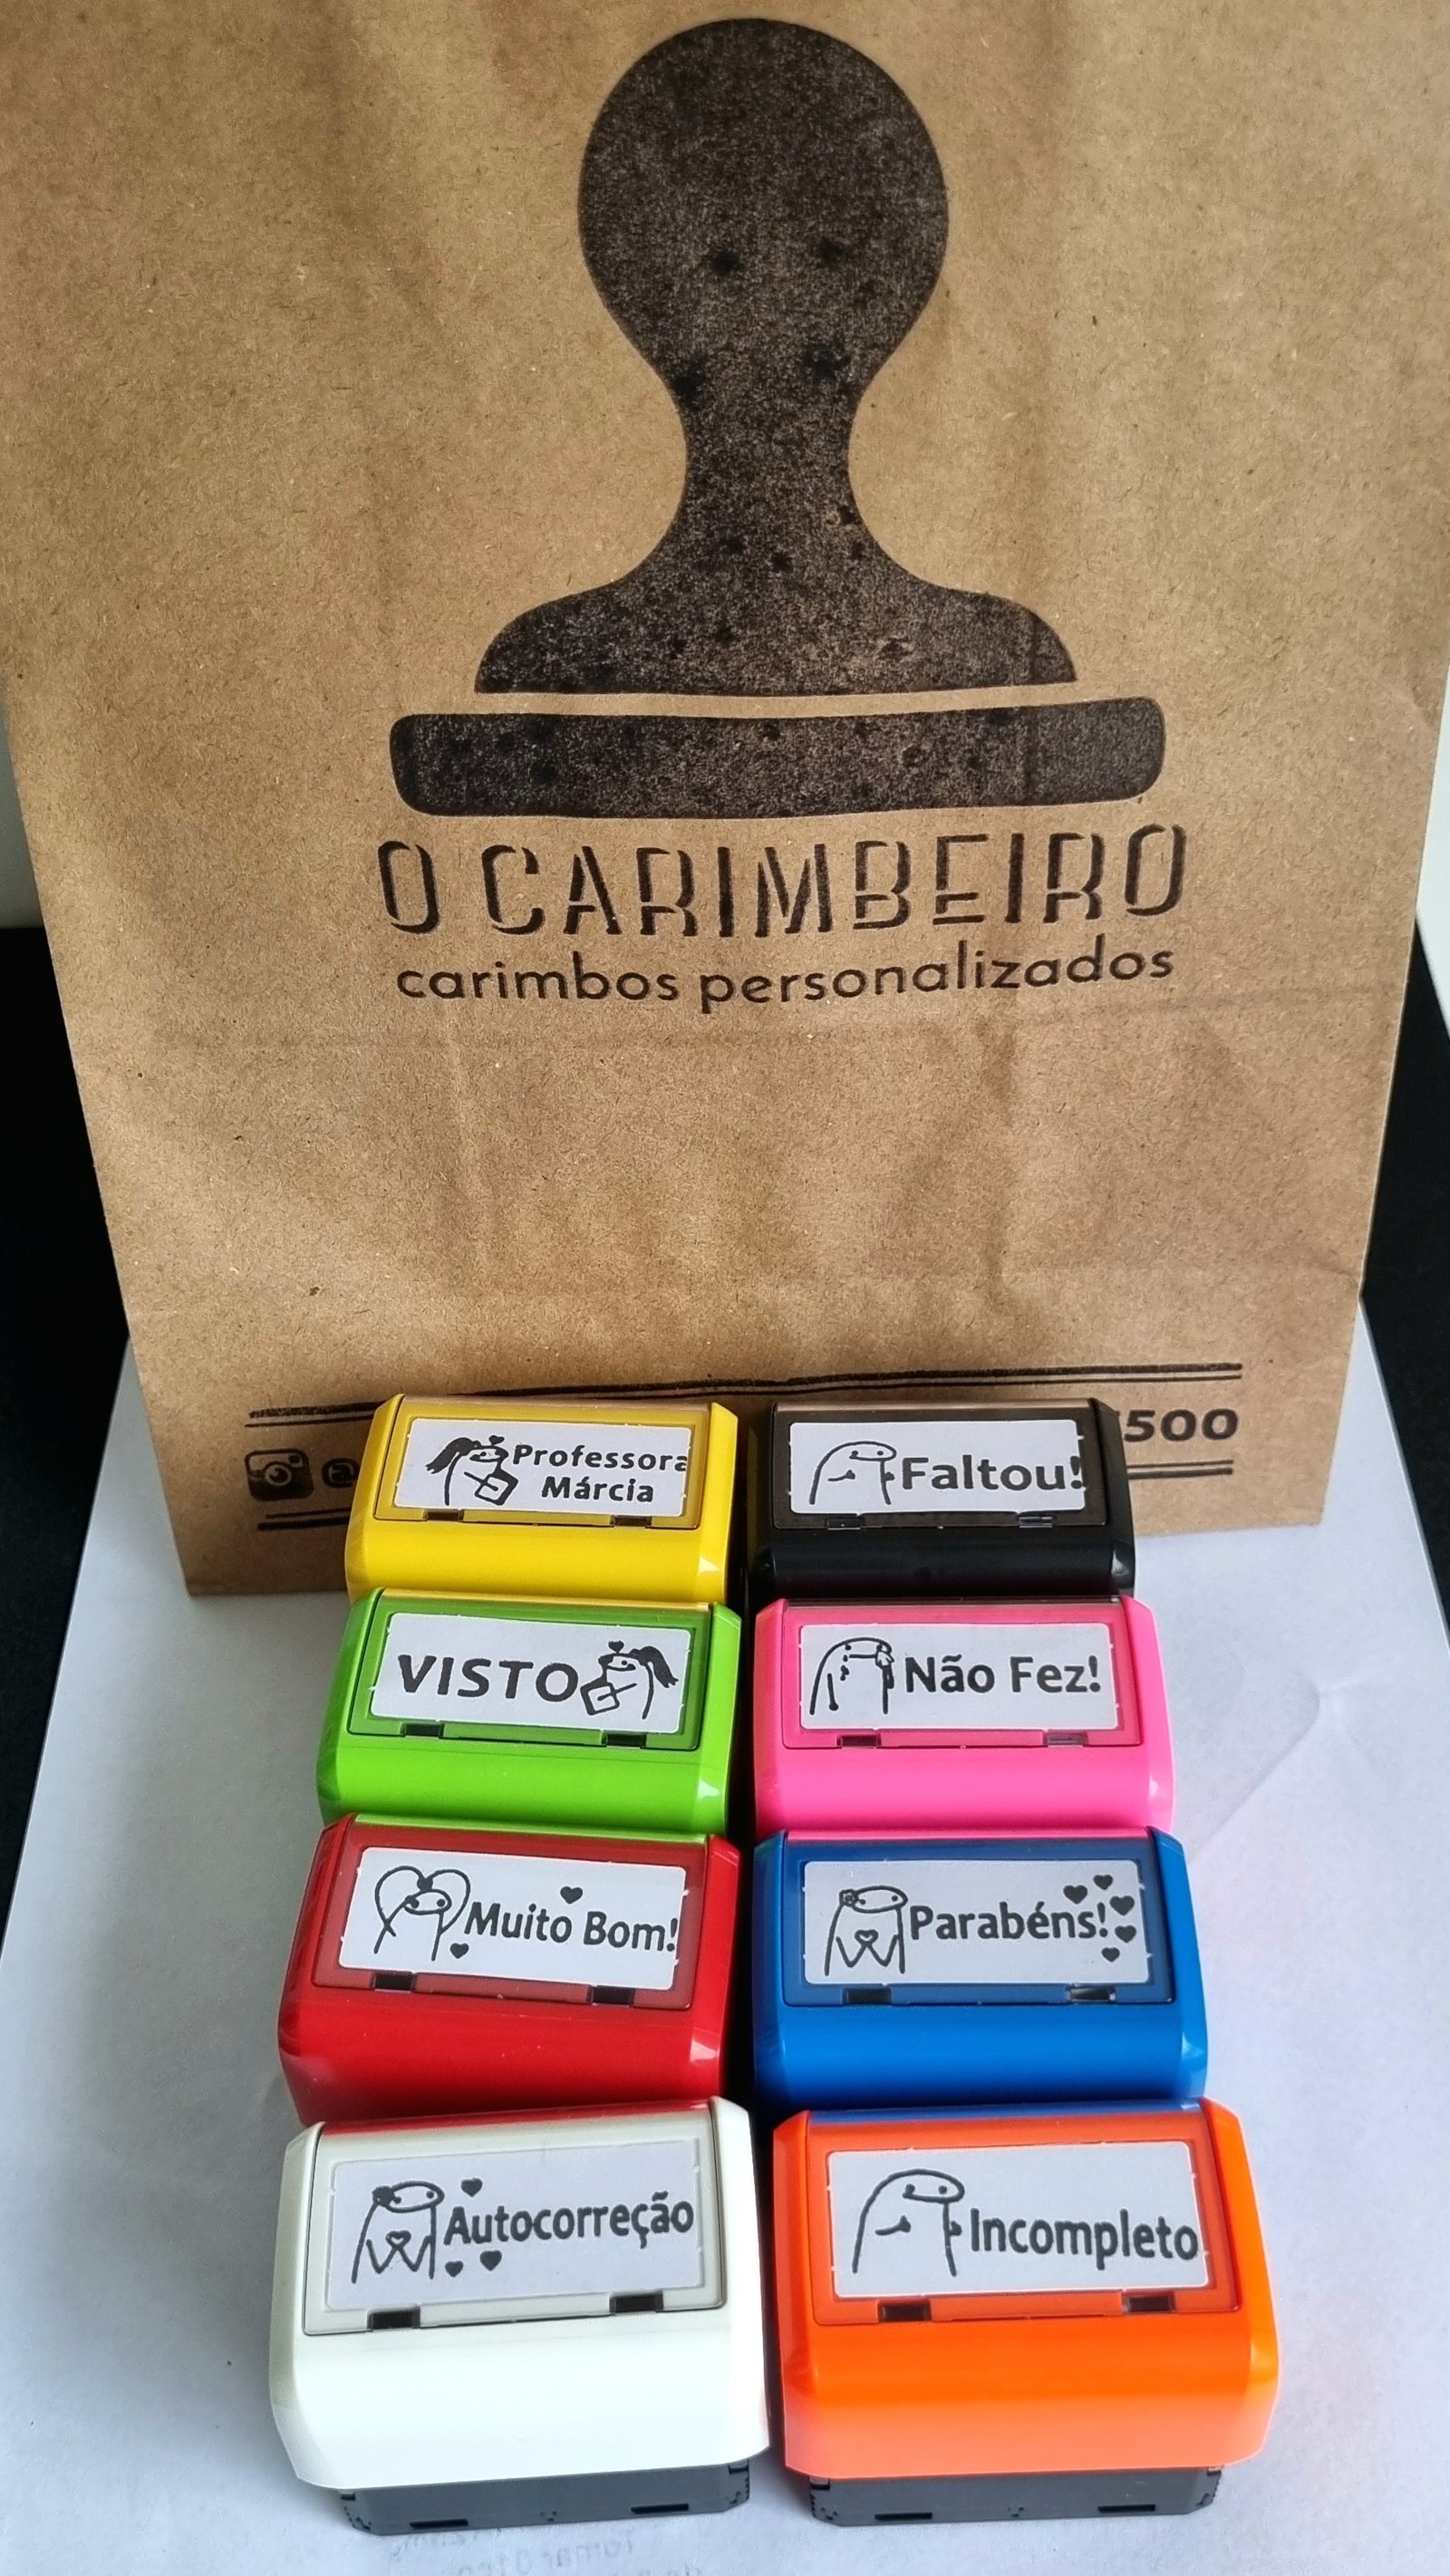 O CARIMBEIRO
carimbos personalizados
500
@
Professora
Márcia
Faltou!
VISTO
Não Fez!
Muito Bom!
Parabéns!
Autocorreção
Incompleto